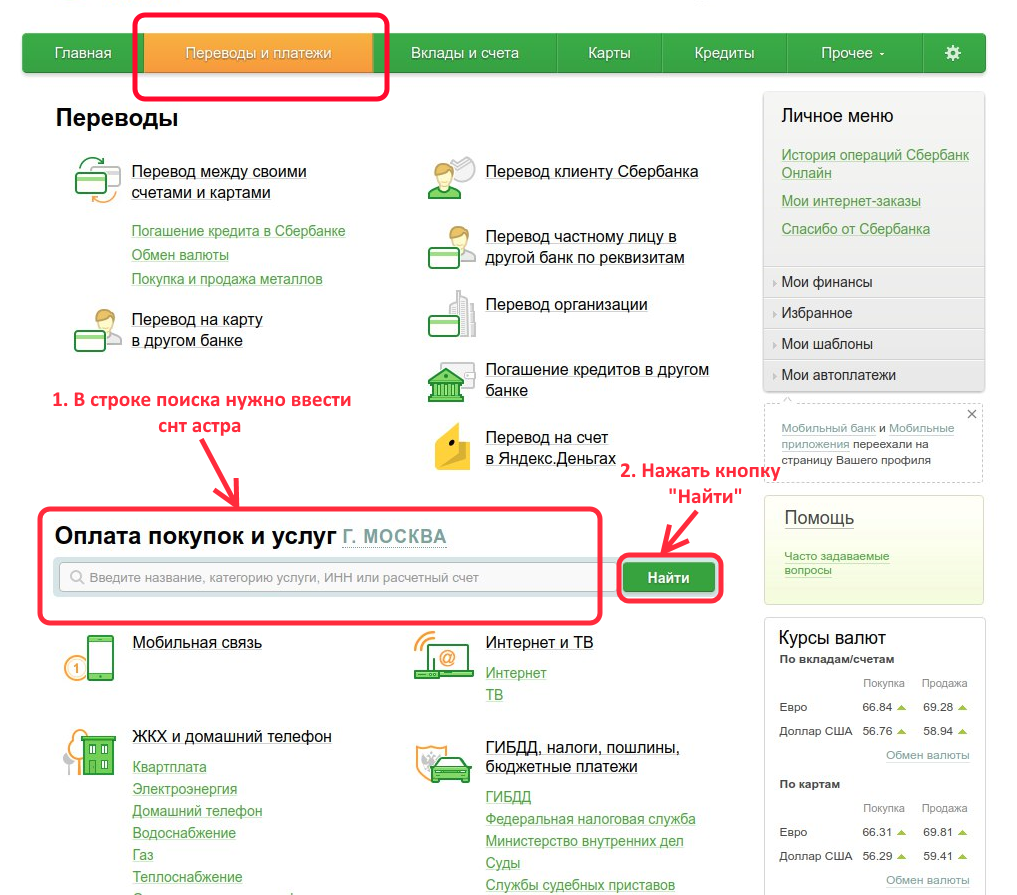 Главная
Переводы и платежи
Вклады и счета
Карты
Кредиты
Прочее
Переводы
Перевод между своими
счетами и картами
Погашение кредита в Сбербанке
Обмен валюты
Покупка и продажа металлов
Перевод на карту
в другом банке
Перевод клиенту Сбербанка
Перевод частному лицу в
другой банк по реквизитам
Перевод организации
Погашение кредитов в другом
банке
Перевод на счет
в Яндекс.Деньгах
1. В строке поиска нужно ввести
снт астра
2. Нажать кнопку
"Найти"
Оплата покупок и услуг Г. МОСКВА
Введите название, категорию услуги, ИНН или расчетный счет
Найти
1
Мобильная связь
@
Интернет и ТВ
Интернет
ТВ
ЖКХ и домашний телефон
Квартплата
Электроэнергия
Домашний телефон
Водоснабжение
Газ
Теплоснабжение
ГИБДД, налоги, пошлины,
бюджетные платежи
ГИБДД
Федеральная налоговая служба
Министерство внутренних дел
Суды
Службы судебных приставов
Личное меню
История операций Сбербанк
Онлайн
Мои интернет-заказы
Спасибо от Сбербанка
Мои финансы
Избранное
Мои шаблоны
Мои автоплатежи
Мобильный банк и Мобильные
приложения переехали на
страницу Вашего профиля
Помощь
Часто задаваемые
вопросы
Курсы валют
По вкладам/счетам
Покупка Продажа
Евро 66.84 69.28
Доллар США 56.76 58.94
Обмен валюты
По картам
Покупка Продажа
Евро 66.31 69.81
Доллар США 56.29 59.41
Обмен валюты